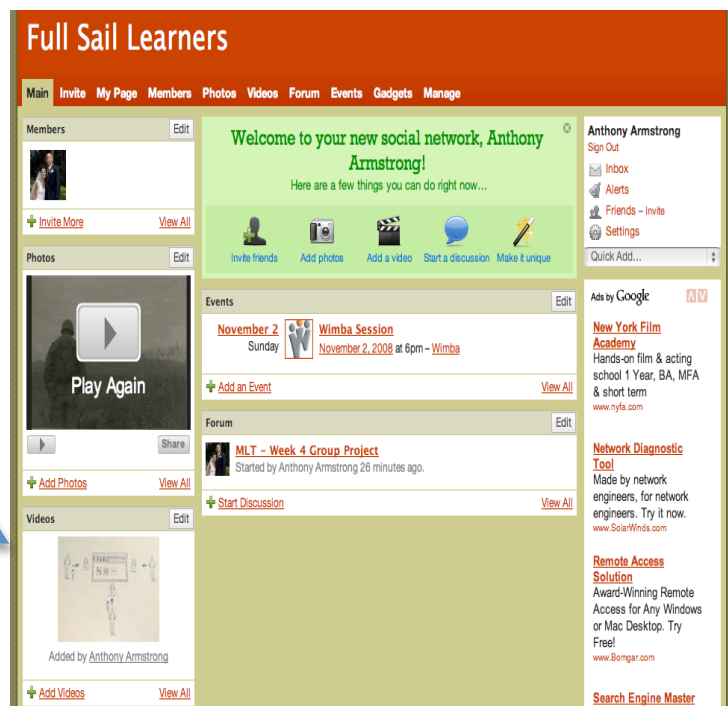 Full Sail Learners
Main Invite My Page Members Photos Videos Forum Events Gadgets Manage
Members Edit
Invite More View All
Photos Edit
Play Again
Share
Add Photos View All
Videos Edit
Added by Anthony Armstrong
Add Videos View All
Welcome to your new social network, Anthony
Armstrong!
Here are a few things you can do right now...
Invite friends Add photos Add a video Start a discussion Make it unique
Events Edit
November 2 Wimba Session
Sunday November 2, 2008 at 6pm – Wimba
Add an Event View All
Forum Edit
MLT – Week 4 Group Project
Started by Anthony Armstrong 26 minutes ago.
Start Discussion View All
Anthony Armstrong
Sign Out
Inbox
Alerts
Friends – Invite
Settings
Quick Add...
Ads by Google
New York Film
Academy
Hands-on film & acting
school 1 Year, BA, MFA
& short term
www.nyfa.com
Network Diagnostic
Tool
Made by network
engineers, for network
engineers. Try it now.
www.SolarWinds.com
Remote Access
Solution
Award-Winning Remote
Access for Any Windows
or Mac Desktop. Try
Free!
www.Bomgar.com
Search Engine Master